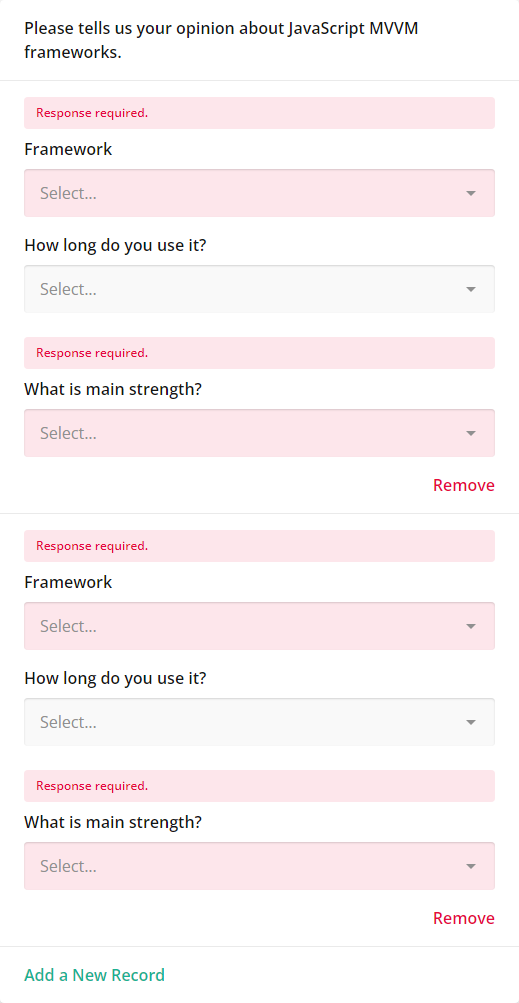 Please tells us your opinion about JavaScript MVVM
frameworks.
Response required.
Framework
Select...
How long do you use it?
Select...
Response required.
What is main strength?
Select...
Remove
Response required.
Framework
Select...
How long do you use it?
Select...
Response required.
What is main strength?
Select...
Remove
Add a New Record